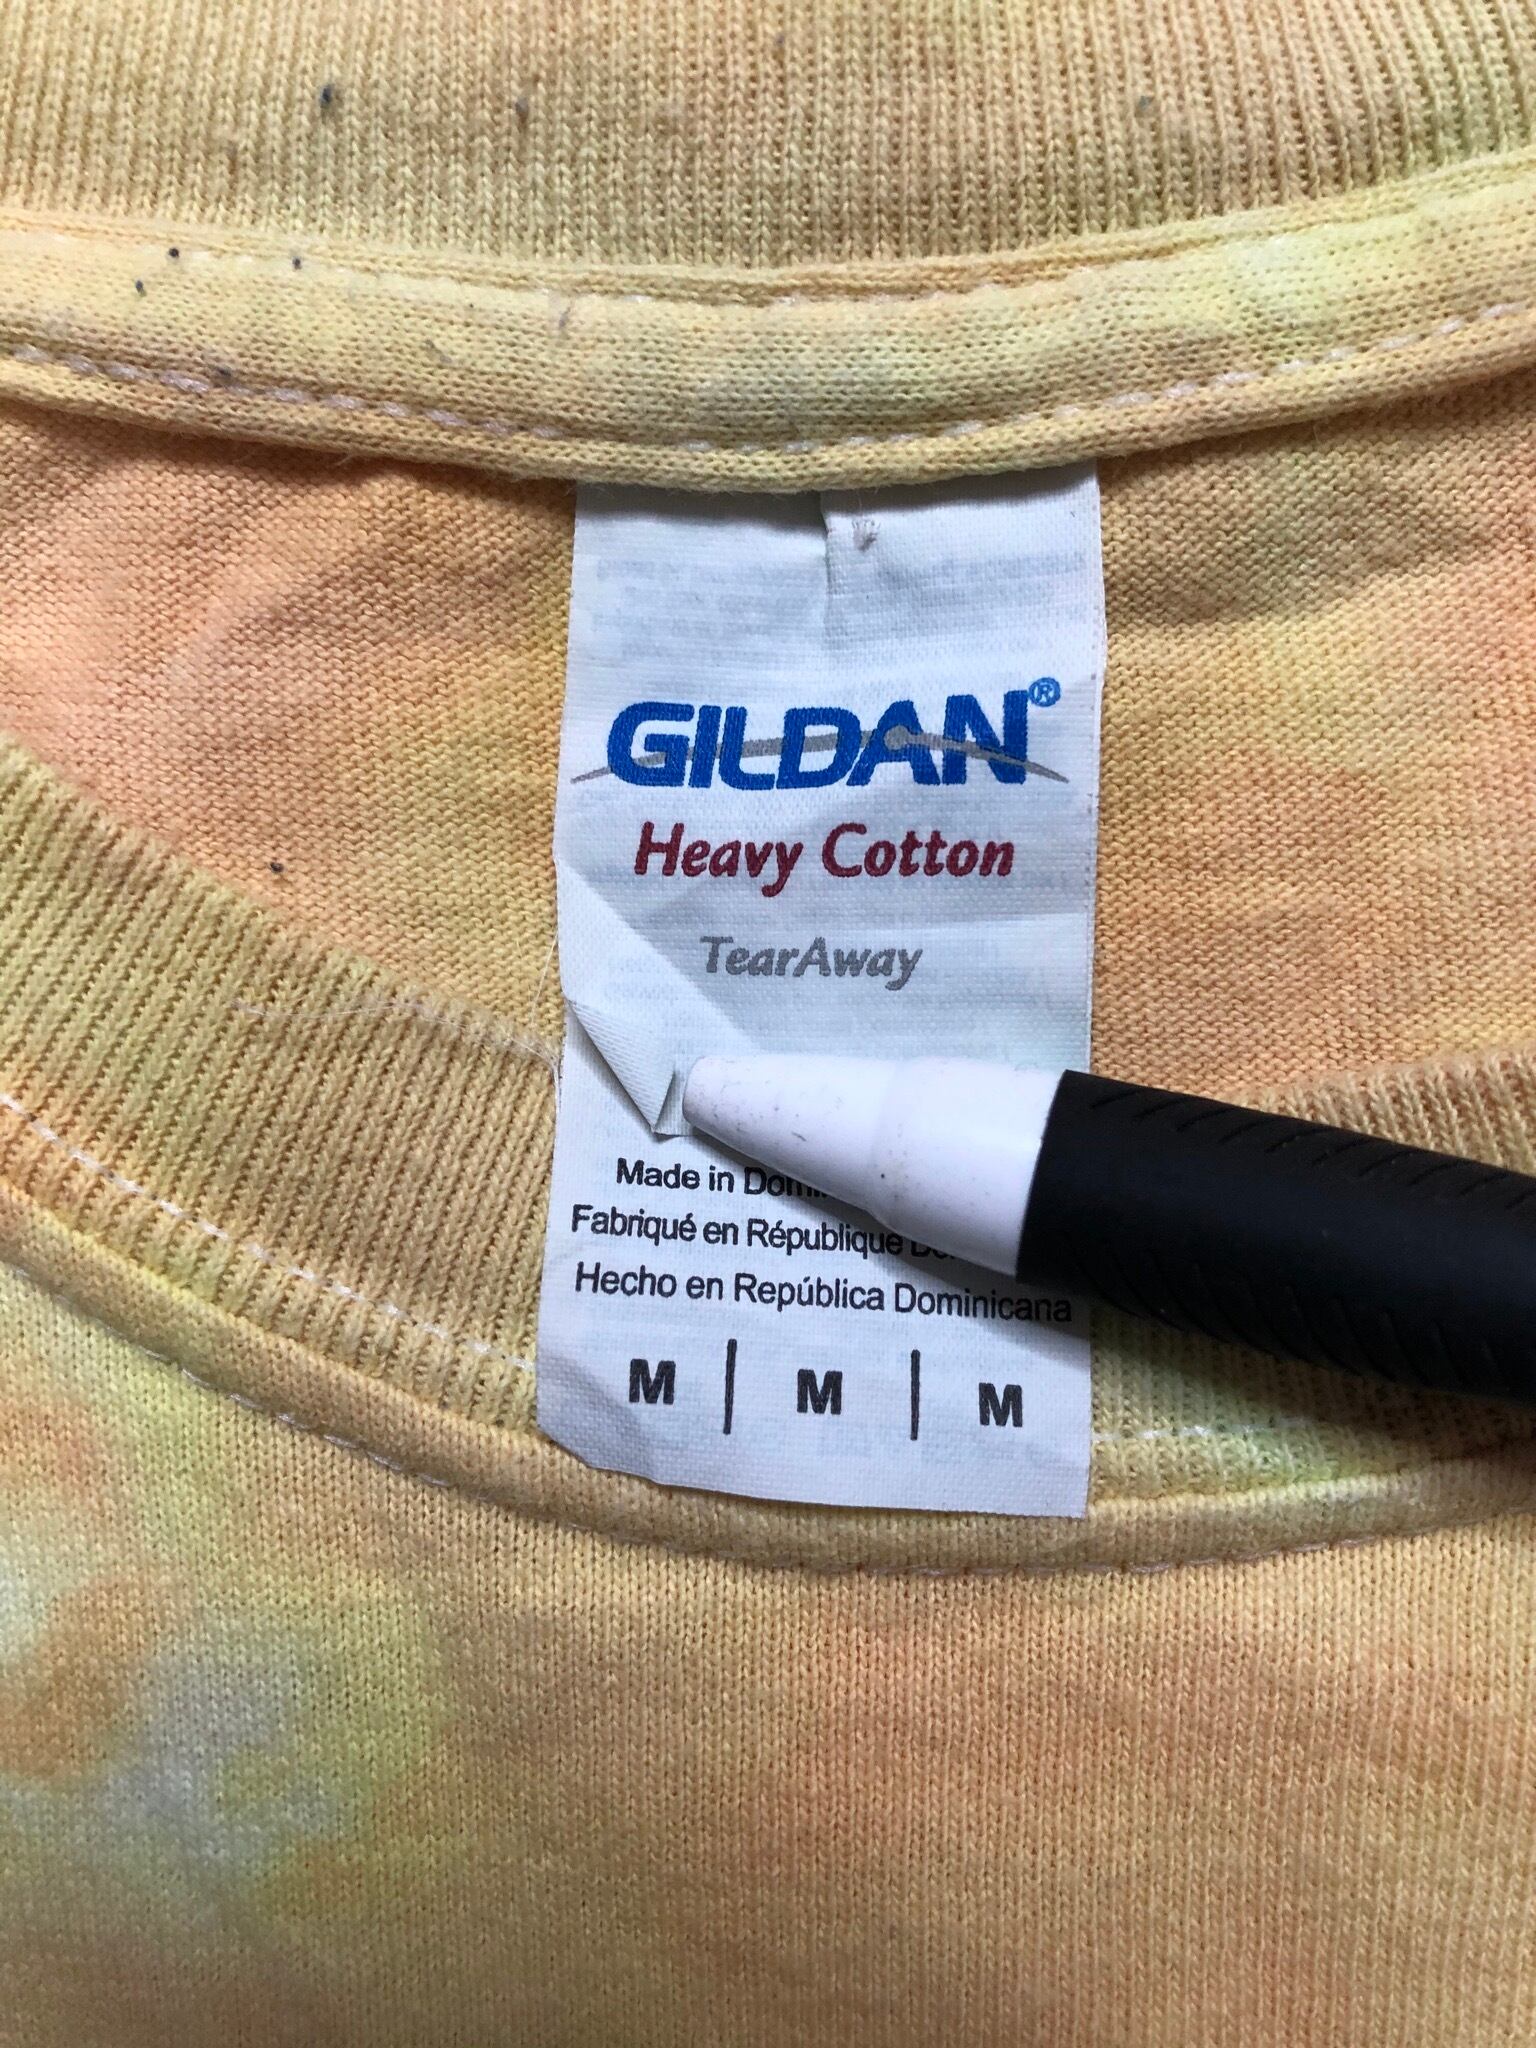 GILDAN®
Heavy Cotton
TearAway
Made in
Fabriqué en République
Hecho en República Dominicana
M | M | M